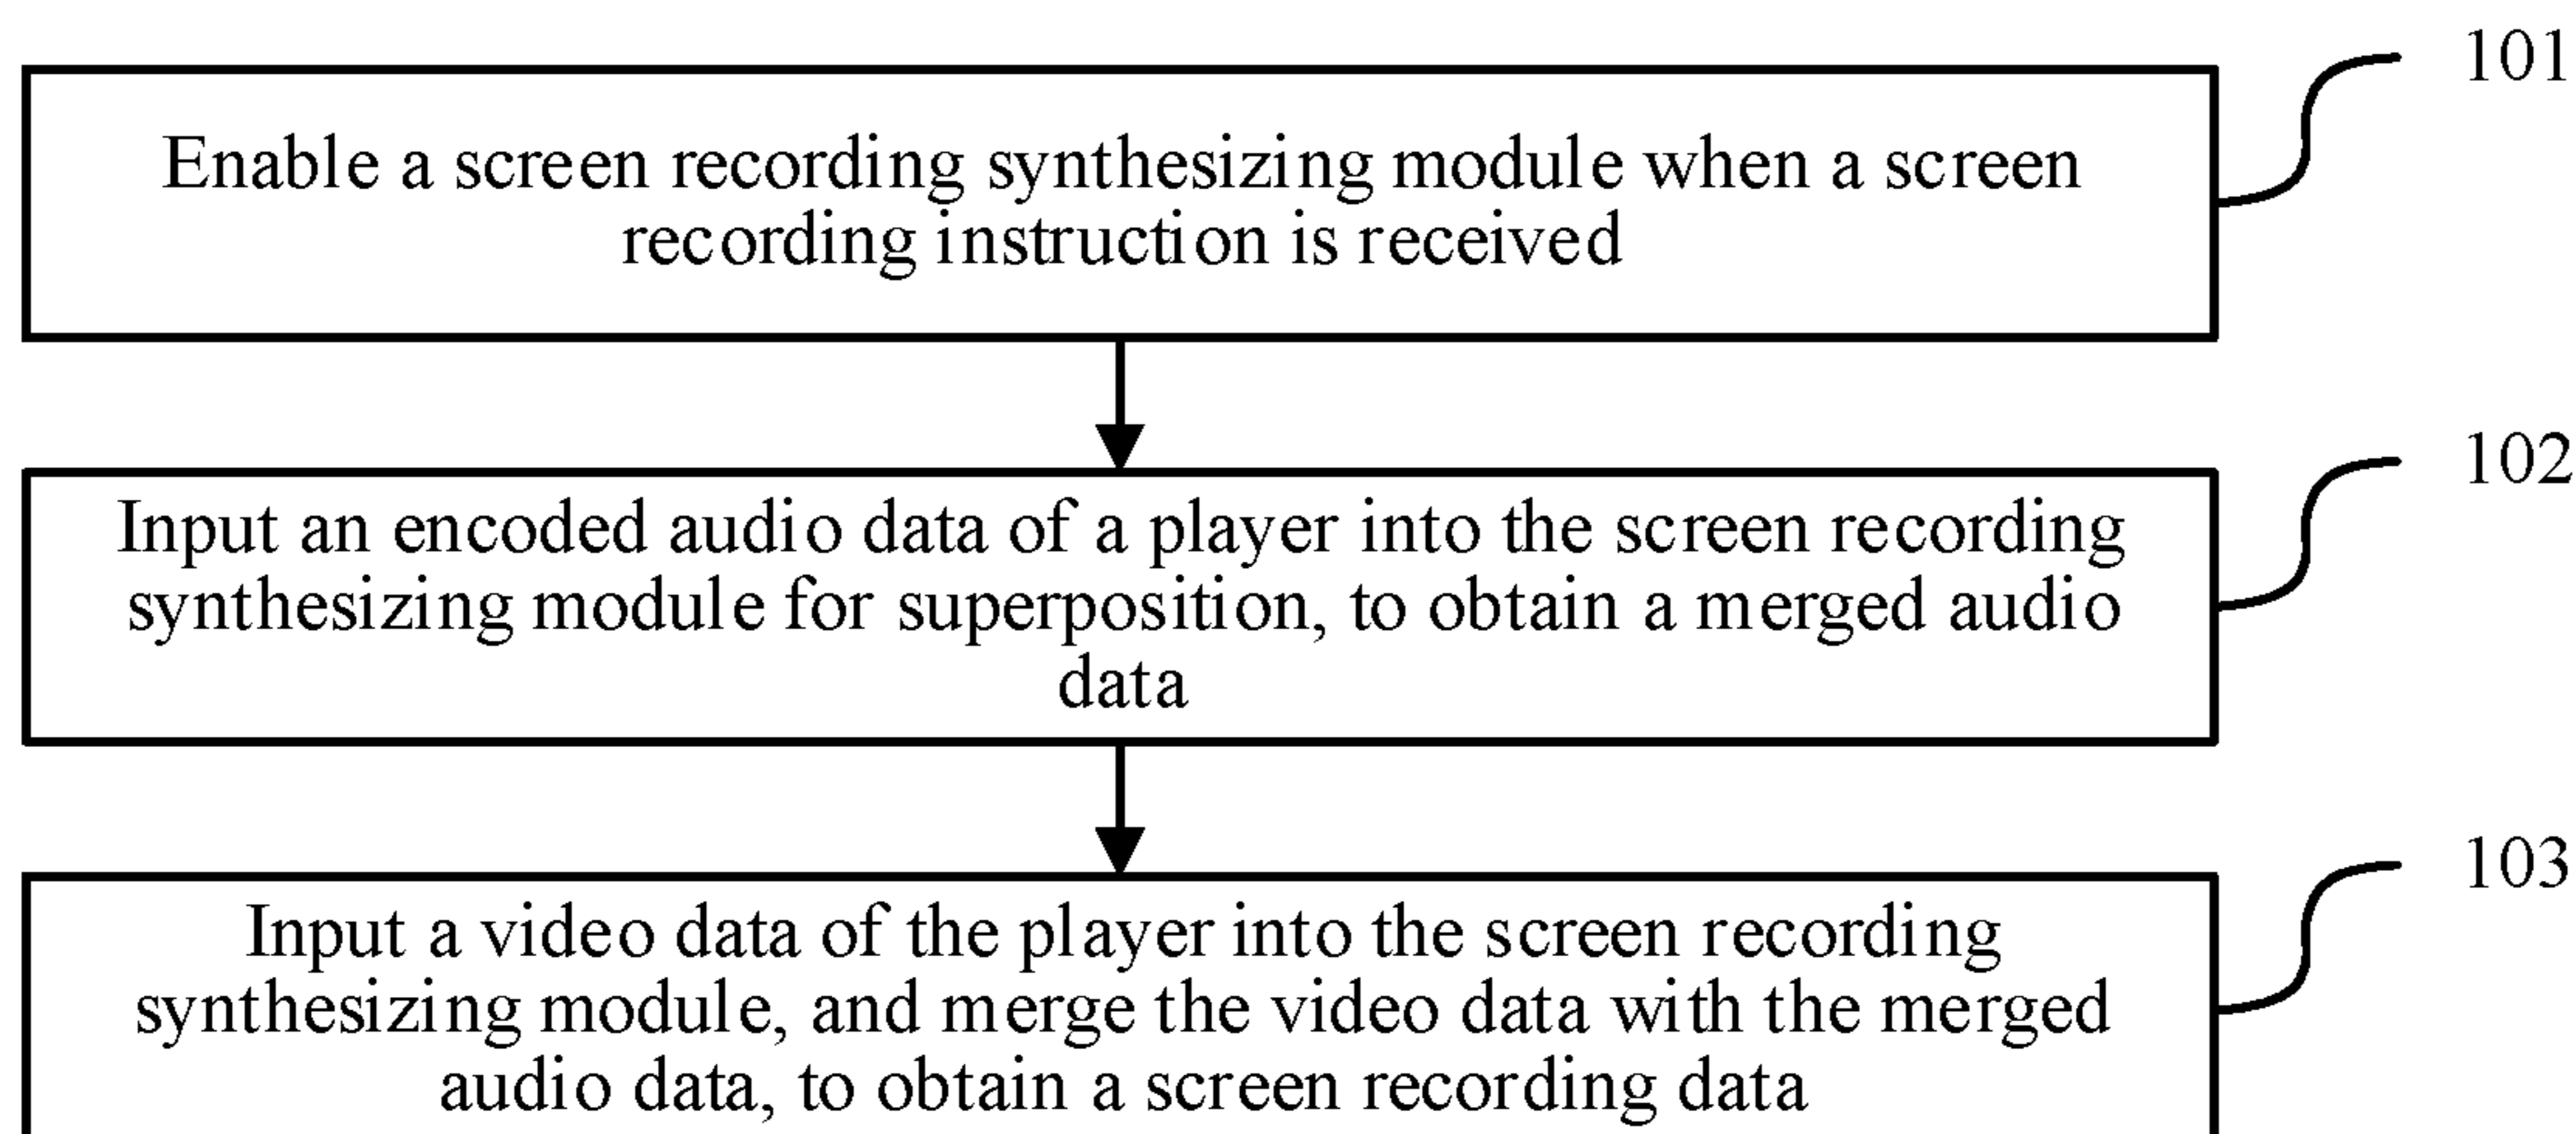 101
Enable a screen recording synthesizing module when a screen
recording instruction is received
102
Input an encoded audio data of a player into the screen recording
synthesizing module for superposition, to obtain a merged audio
data
103
Input a video data of the player into the screen recording
synthesizing module, and merge the video data with the merged
audio data, to obtain a screen recording data